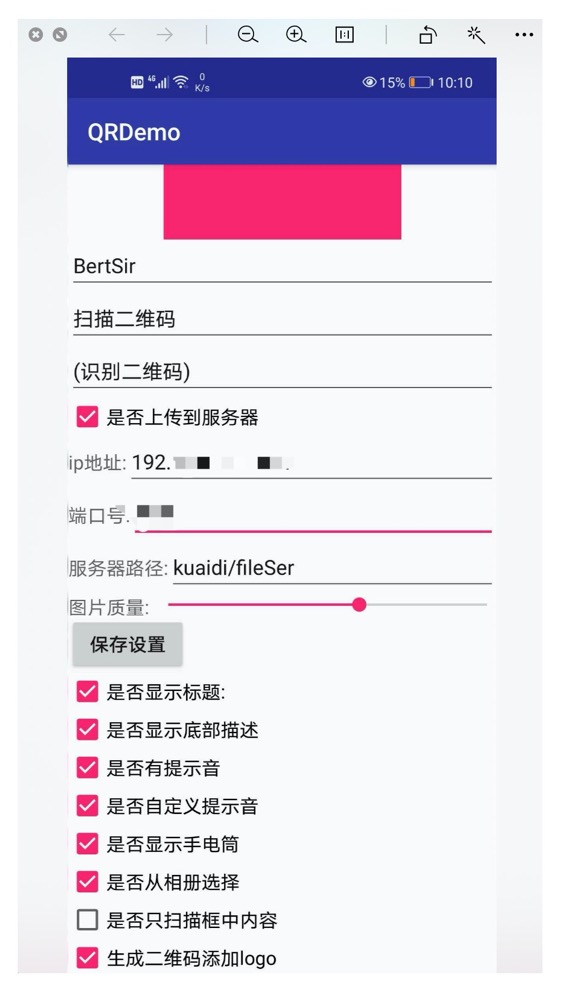 HD 4G 0 K/s 15% 10:10
QRDemo
BertSir
扫描二维码
(识别二维码)
是否上传到服务器
ip地址: 192.
端口号:
服务器路径: kuaidi/fileSer
图片质量:
保存设置
是否显示标题:
是否显示底部描述
是否有提示音
是否自定义提示音
是否显示手电筒
是否从相册选择
是否只扫描框中内容
生成二维码添加logo